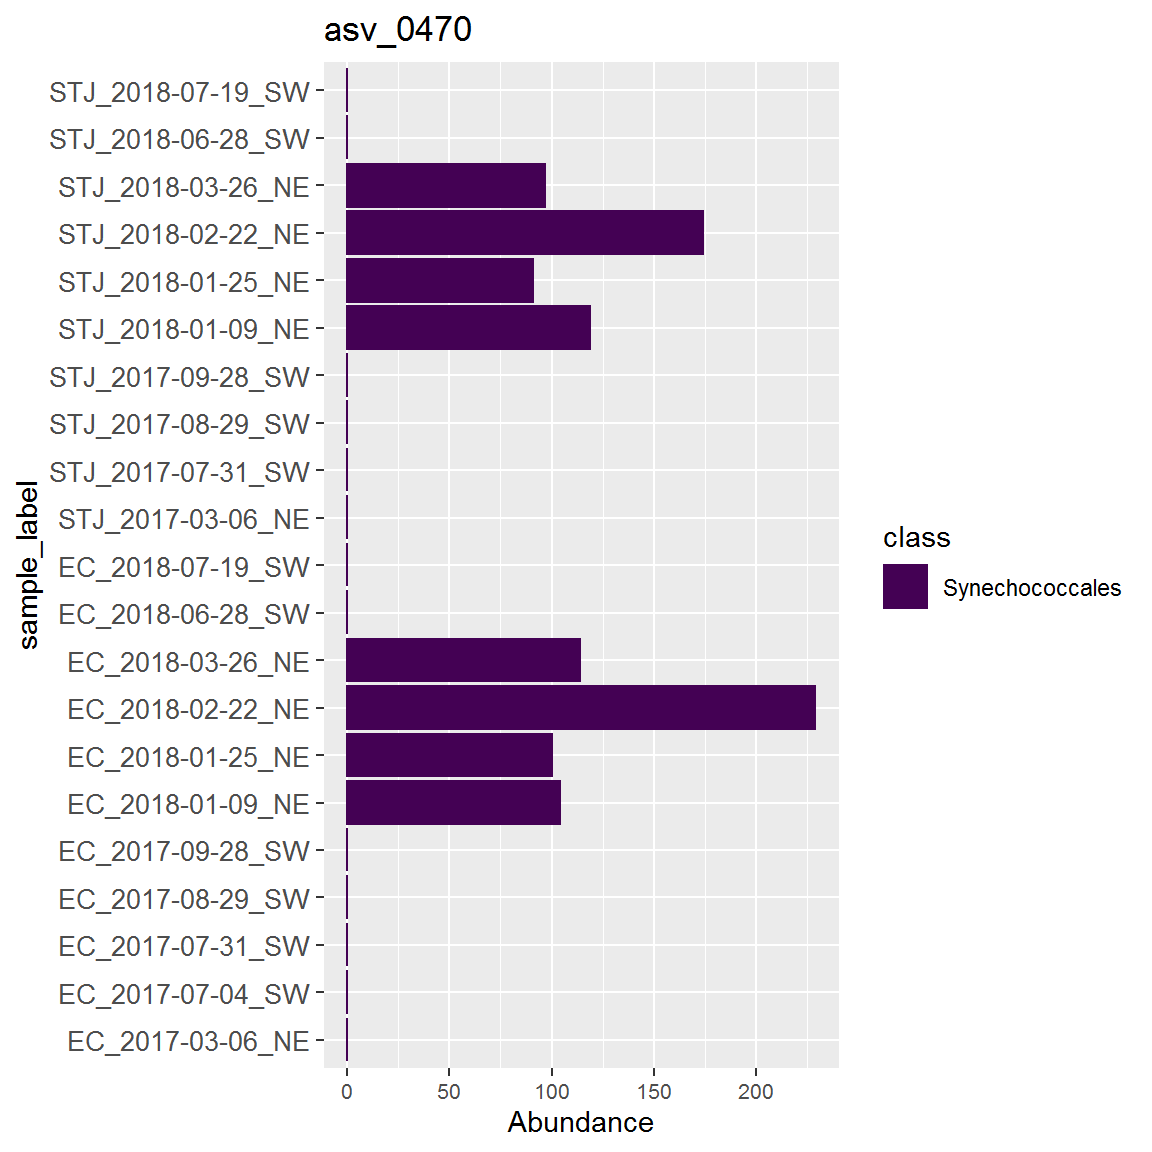 asv_0470
sample_label
STJ_2018-07-19_SW
STJ_2018-06-28_SW
STJ_2018-03-26_NE
STJ_2018-02-22_NE
STJ_2018-01-25_NE
STJ_2018-01-09_NE
STJ_2017-09-28_SW
STJ_2017-08-29_SW
STJ_2017-07-31_SW
STJ_2017-03-06_NE
EC_2018-07-19_SW
EC_2018-06-28_SW
EC_2018-03-26_NE
EC_2018-02-22_NE
EC_2018-01-25_NE
EC_2018-01-09_NE
EC_2017-09-28_SW
EC_2017-08-29_SW
EC_2017-07-31_SW
EC_2017-07-04_SW
EC_2017-03-06_NE
0 50 100 150 200
Abundance
class
Synechococcales